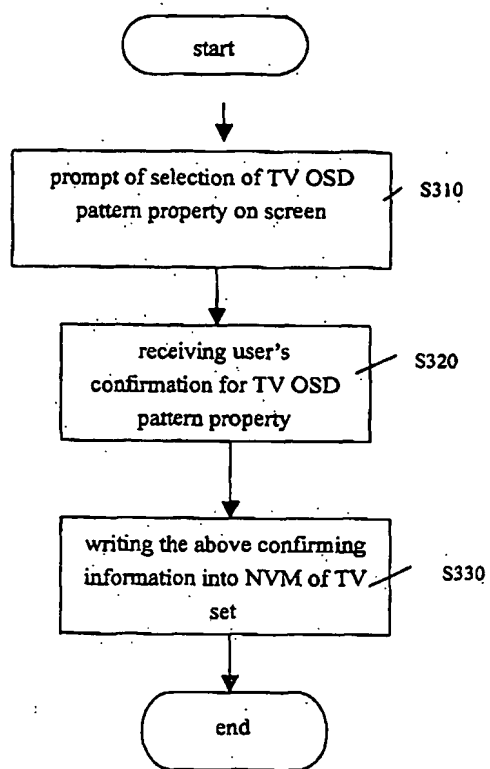 start
prompt of selection of TV OSD
pattern property on screen
S310
receiving user's
confirmation for TV OSD
pattern property
S320
writing the above confirming
information into NVM of TV
set
S330
end